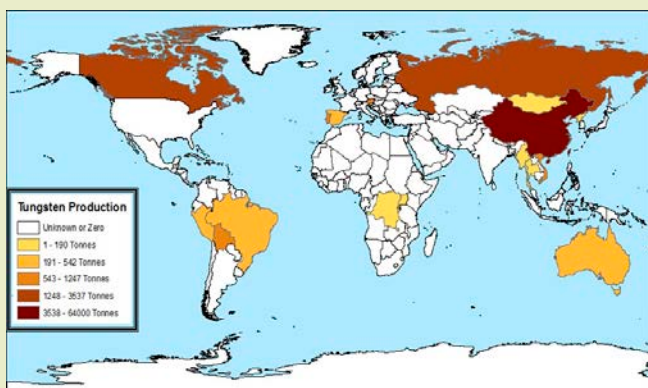 Tungsten Production
Unknown or Zero
1 - 190 Tonnes
191 - 542 Tonnes
543 - 1247 Tonnes
1248 - 3537 Tonnes
3538 - 64000 Tonnes